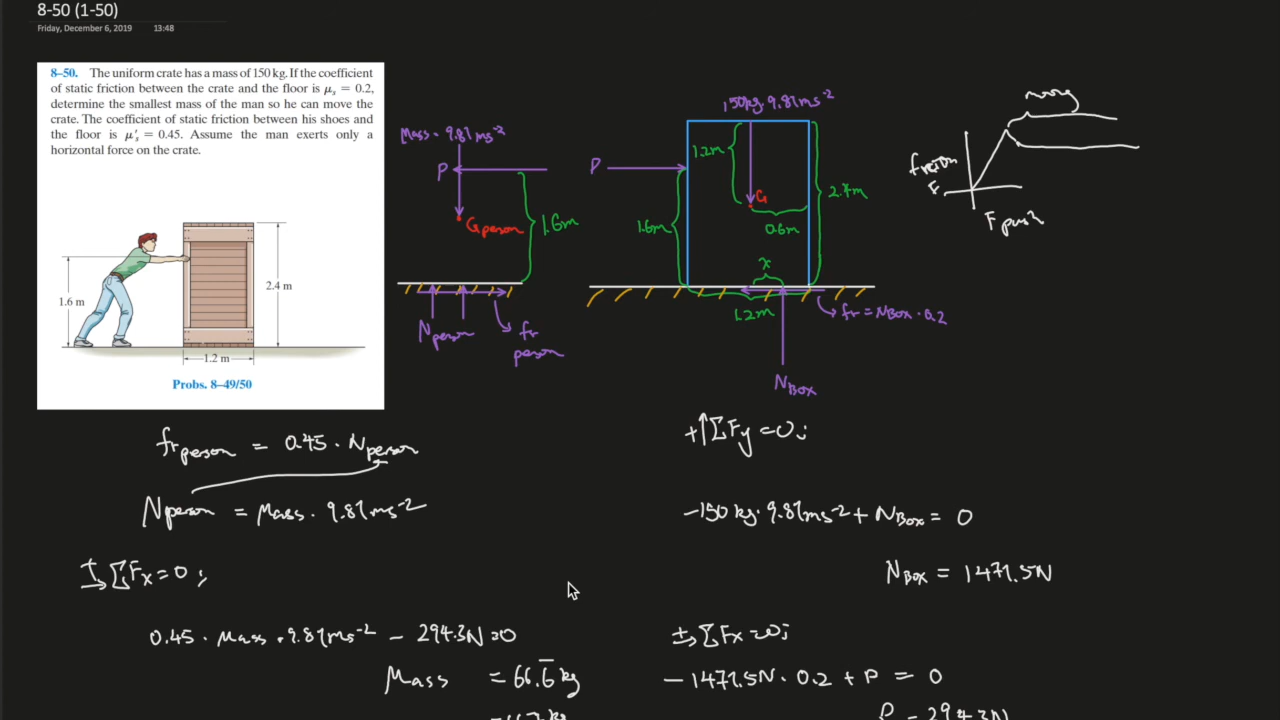 8-50 (1-50)
Friday, December 6, 2019 13:48
8–50. The uniform crate has a mass of 150 kg. If the coefficient
of static friction between the crate and the floor is μs = 0.2,
determine the smallest mass of the man so he can move the
crate. The coefficient of static friction between his shoes and
the floor is μ's = 0.45. Assume the man exerts only a
horizontal force on the crate.
1.6 m
2.4 m
1.2 m
Probs. 8–49/50
Mass · 9.81ms⁻²
P
G person
1.6m
Nperson
fr
person
150kg · 9.81ms⁻²
P
1.2m
G
2.4m
1.6m
0.6m
x
1.2m
fr = NBox · 0.2
NBox
friction
F push
frperson = 0.45 · Nperson
Nperson = Mass · 9.81ms⁻²
+→ΣFx=0;
0.45 · Mass · 9.81ms⁻² − 294.3N=0
Mass = 66.6̅ kg
+↑ΣFy=0;
−150kg · 9.81ms⁻² + NBox = 0
NBox = 1471.5N
+→ΣFx=0;
−1471.5N · 0.2 + P = 0
P = 294.3N